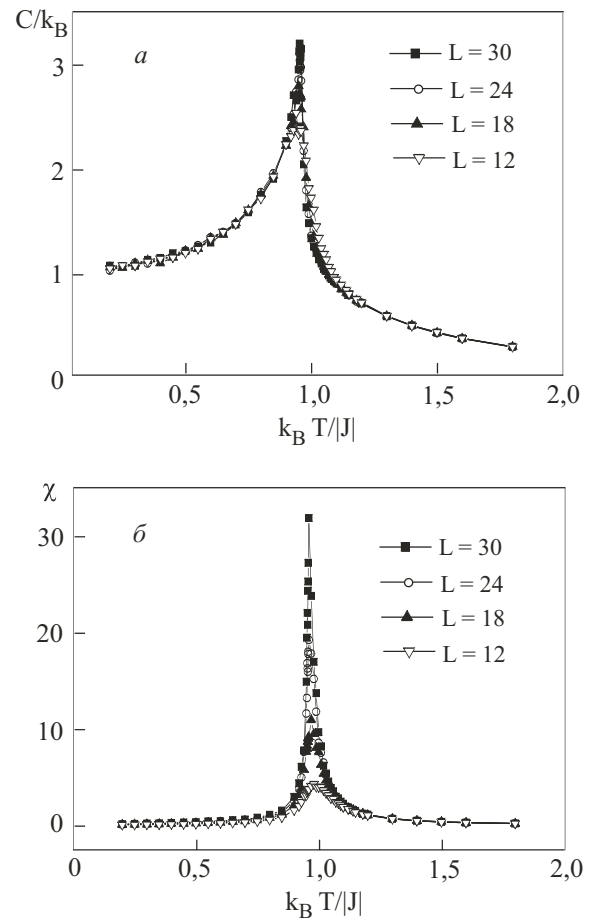 C/k_B
а
3
2
1
0
L = 30
L = 24
L = 18
L = 12
0,5
1,0
1,5
2,0
k_B T/|J|
χ
б
30
20
10
0
L = 30
L = 24
L = 18
L = 12
0
0,5
1,0
1,5
2,0
k_B T/|J|